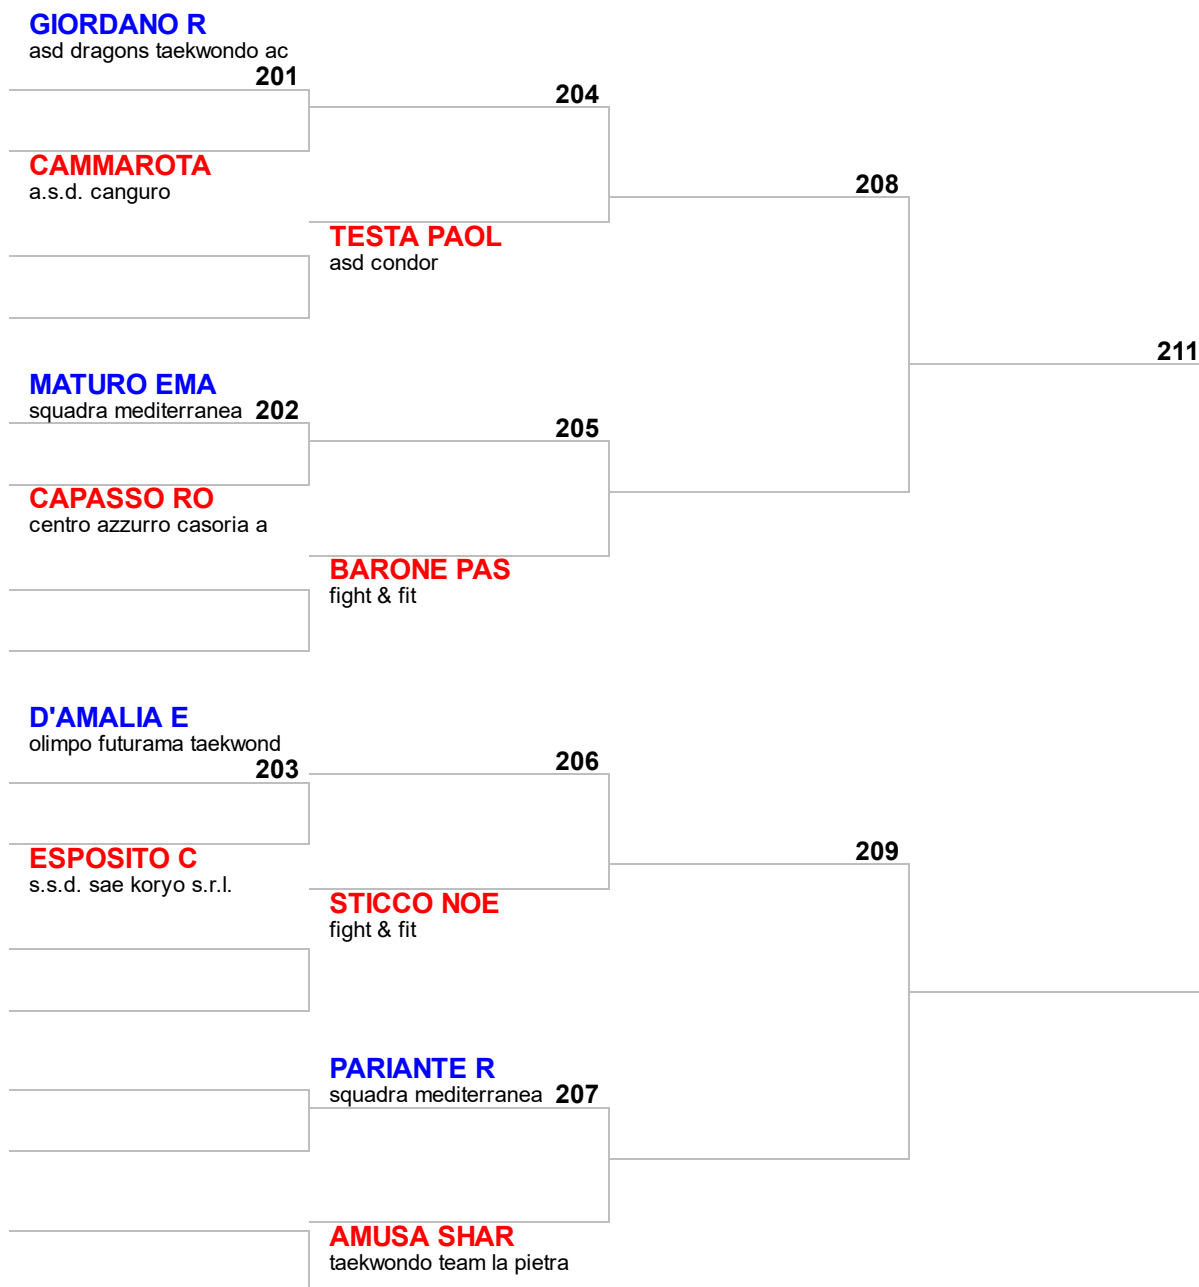 GIORDANO R
asd dragons taekwondo ac
201
204
CAMMAROTA
a.s.d. canguro
208
TESTA PAOL
asd condor
211
MATURO EMA
squadra mediterranea 202
205
CAPASSO RO
centro azzurro casoria a
BARONE PAS
fight & fit
D'AMALIA E
olimpo futurama taekwond
203
206
ESPOSITO C
s.s.d. sae koryo s.r.l.
209
STICCO NOE
fight & fit
PARIANTE R
squadra mediterranea 207
AMUSA SHAR
taekwondo team la pietra